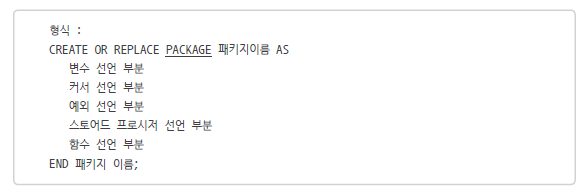 형식 :
CREATE OR REPLACE PACKAGE 패키지이름 AS
변수 선언 부분
커서 선언 부분
예외 선언 부분
스토어드 프로시저 선언 부분
함수 선언 부분
END 패키지 이름;